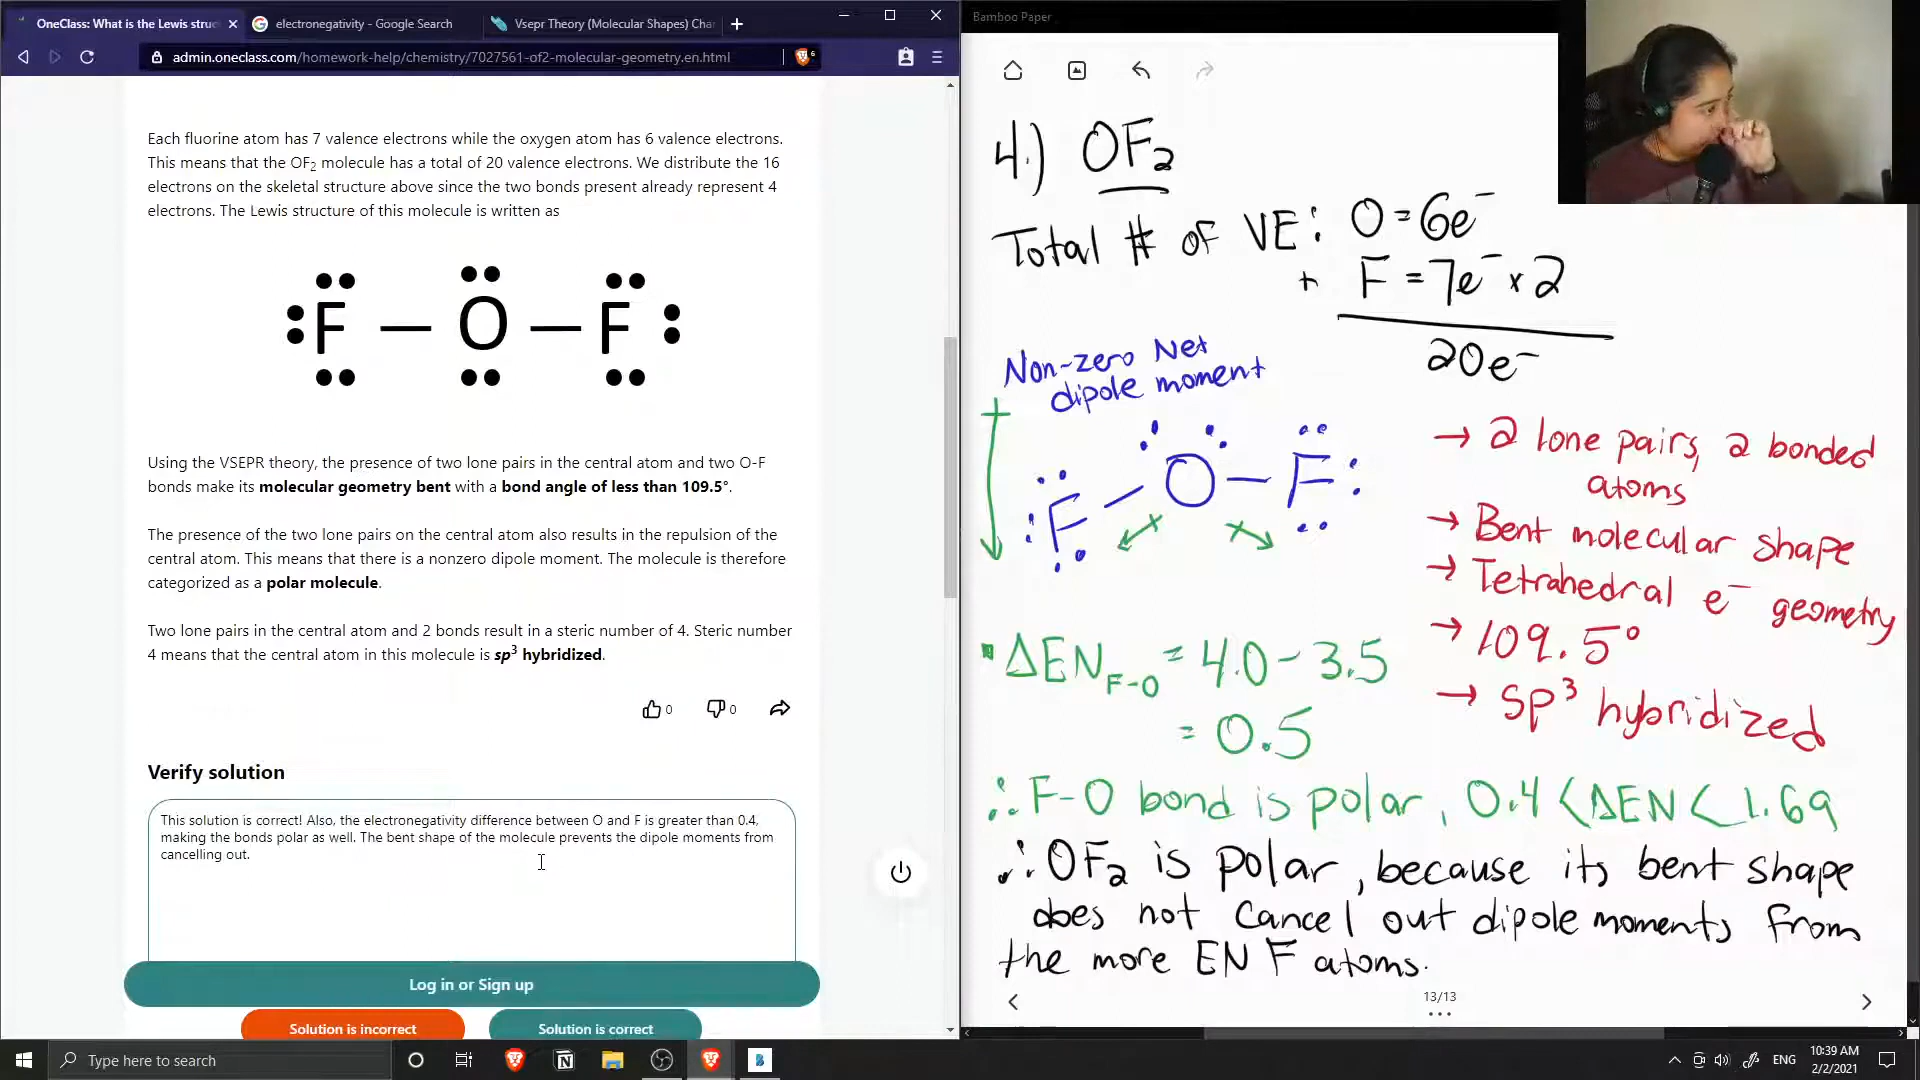 OneClass: What is the Lewis struc
electronegativity - Google Search
Vsepr Theory (Molecular Shapes) Cha
admin.oneclass.com/homework-help/chemistry/7027561-of2-molecular-geometry.en.html
6
Each fluorine atom has 7 valence electrons while the oxygen atom has 6 valence electrons.
This means that the OF₂ molecule has a total of 20 valence electrons. We distribute the 16
electrons on the skeletal structure above since the two bonds present already represent 4
electrons. The Lewis structure of this molecule is written as
F — O — F
Using the VSEPR theory, the presence of two lone pairs in the central atom and two O-F
bonds make its molecular geometry bent with a bond angle of less than 109.5°.
The presence of the two lone pairs on the central atom also results in the repulsion of the
central atom. This means that there is a nonzero dipole moment. The molecule is therefore
categorized as a polar molecule.
Two lone pairs in the central atom and 2 bonds result in a steric number of 4. Steric number
4 means that the central atom in this molecule is sp³ hybridized.
0
0
Verify solution
This solution is correct! Also, the electronegativity difference between O and F is greater than 0.4,
making the bonds polar as well. The bent shape of the molecule prevents the dipole moments from
cancelling out.
Log in or Sign up
Solution is incorrect
Solution is correct
Bamboo Paper
4.) OF₂
Total # of VE: O = 6e⁻
+ F = 7e⁻ x 2
20e⁻
Non-zero Net
dipole moment
F — O — F
→ 2 lone pairs, 2 bonded
atoms
→ Bent molecular shape
→ Tetrahedral e⁻ geometry
→ 109.5°
→ sp³ hybridized
ΔEN F-O = 4.0 - 3.5
= 0.5
∴ F-O bond is polar, 0.4 < ΔEN < 1.69
∴ OF₂ is polar, because its bent shape
does not cancel out dipole moments from
the more EN F atoms.
13/13
Type here to search
ENG
10:39 AM
2/2/2021